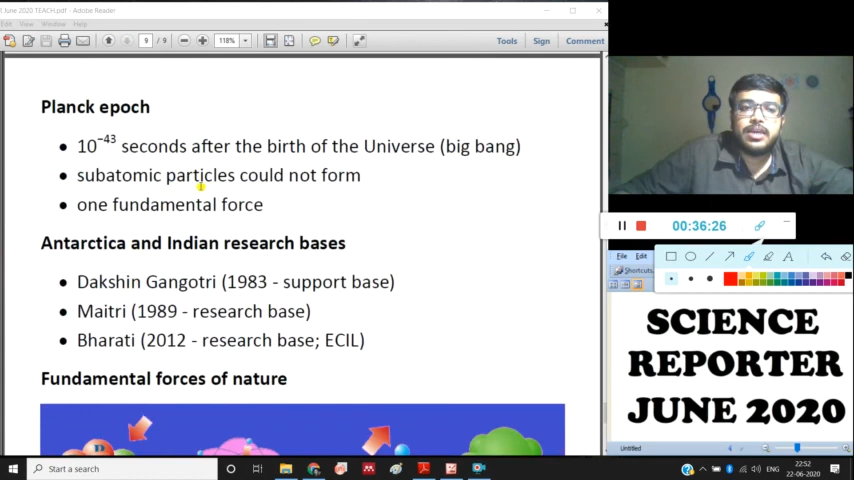 June 2020 TEACH.pdf - Adobe Reader
Edit View Window Help
9 / 9
118%
Tools Sign Comment
Planck epoch
• 10⁻⁴³ seconds after the birth of the Universe (big bang)
• subatomic particles could not form
• one fundamental force
Antarctica and Indian research bases
• Dakshin Gangotri (1983 - support base)
• Maitri (1989 - research base)
• Bharati (2012 - research base; ECIL)
Fundamental forces of nature
00:36:26
A
File Edit
Shortcuts
SCIENCE
REPORTER
JUNE 2020
Untitled
Start a search
ENG
22:52
22-06-2020